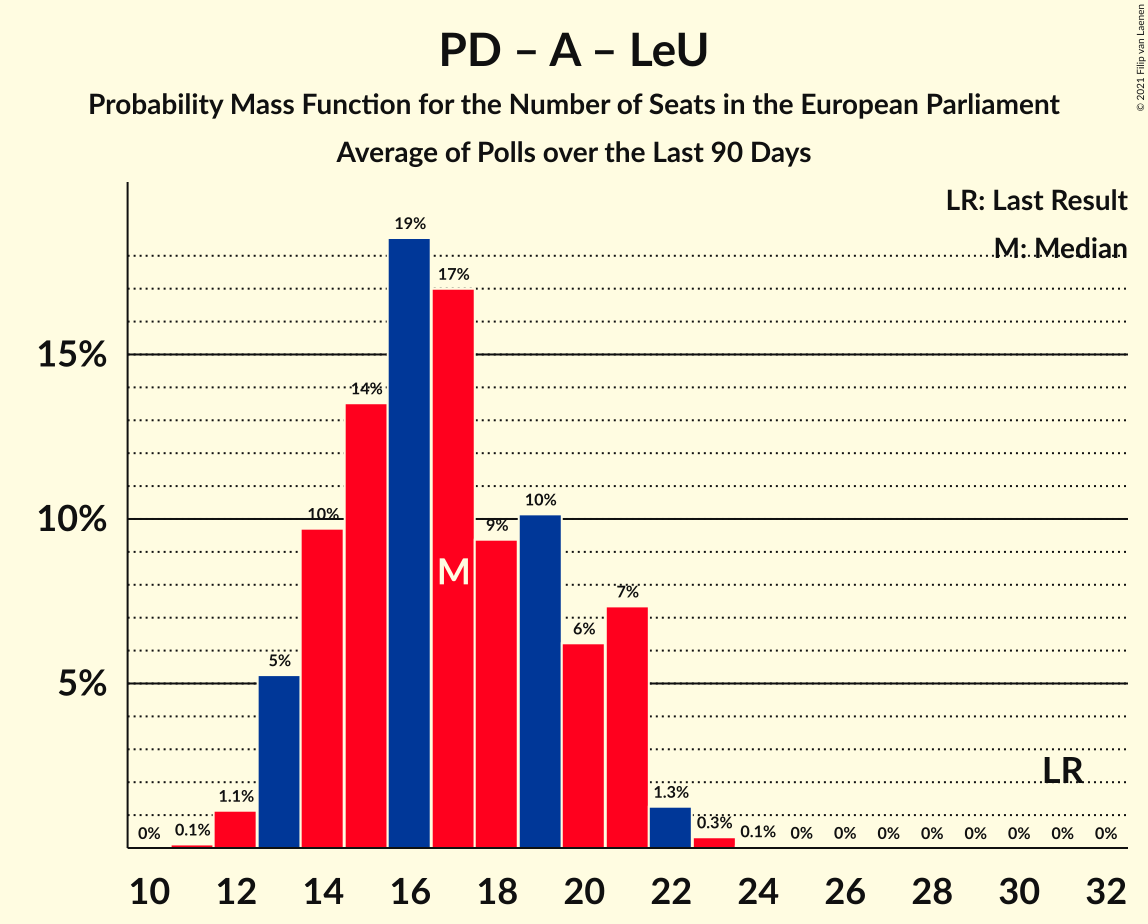 PD – A – LeU
Probability Mass Function for the Number of Seats in the European Parliament
Average of Polls over the Last 90 Days
© 2021 Filip van Laenen
LR: Last Result
M: Median
15%
10%
5%
0%
0.1%
1.1%
5%
10%
14%
19%
17%
9%
10%
6%
7%
1.3%
0.3%
0.1%
0%
0%
0%
0%
0%
0%
0%
0%
M
LR
10 12 14 16 18 20 22 24 26 28 30 32